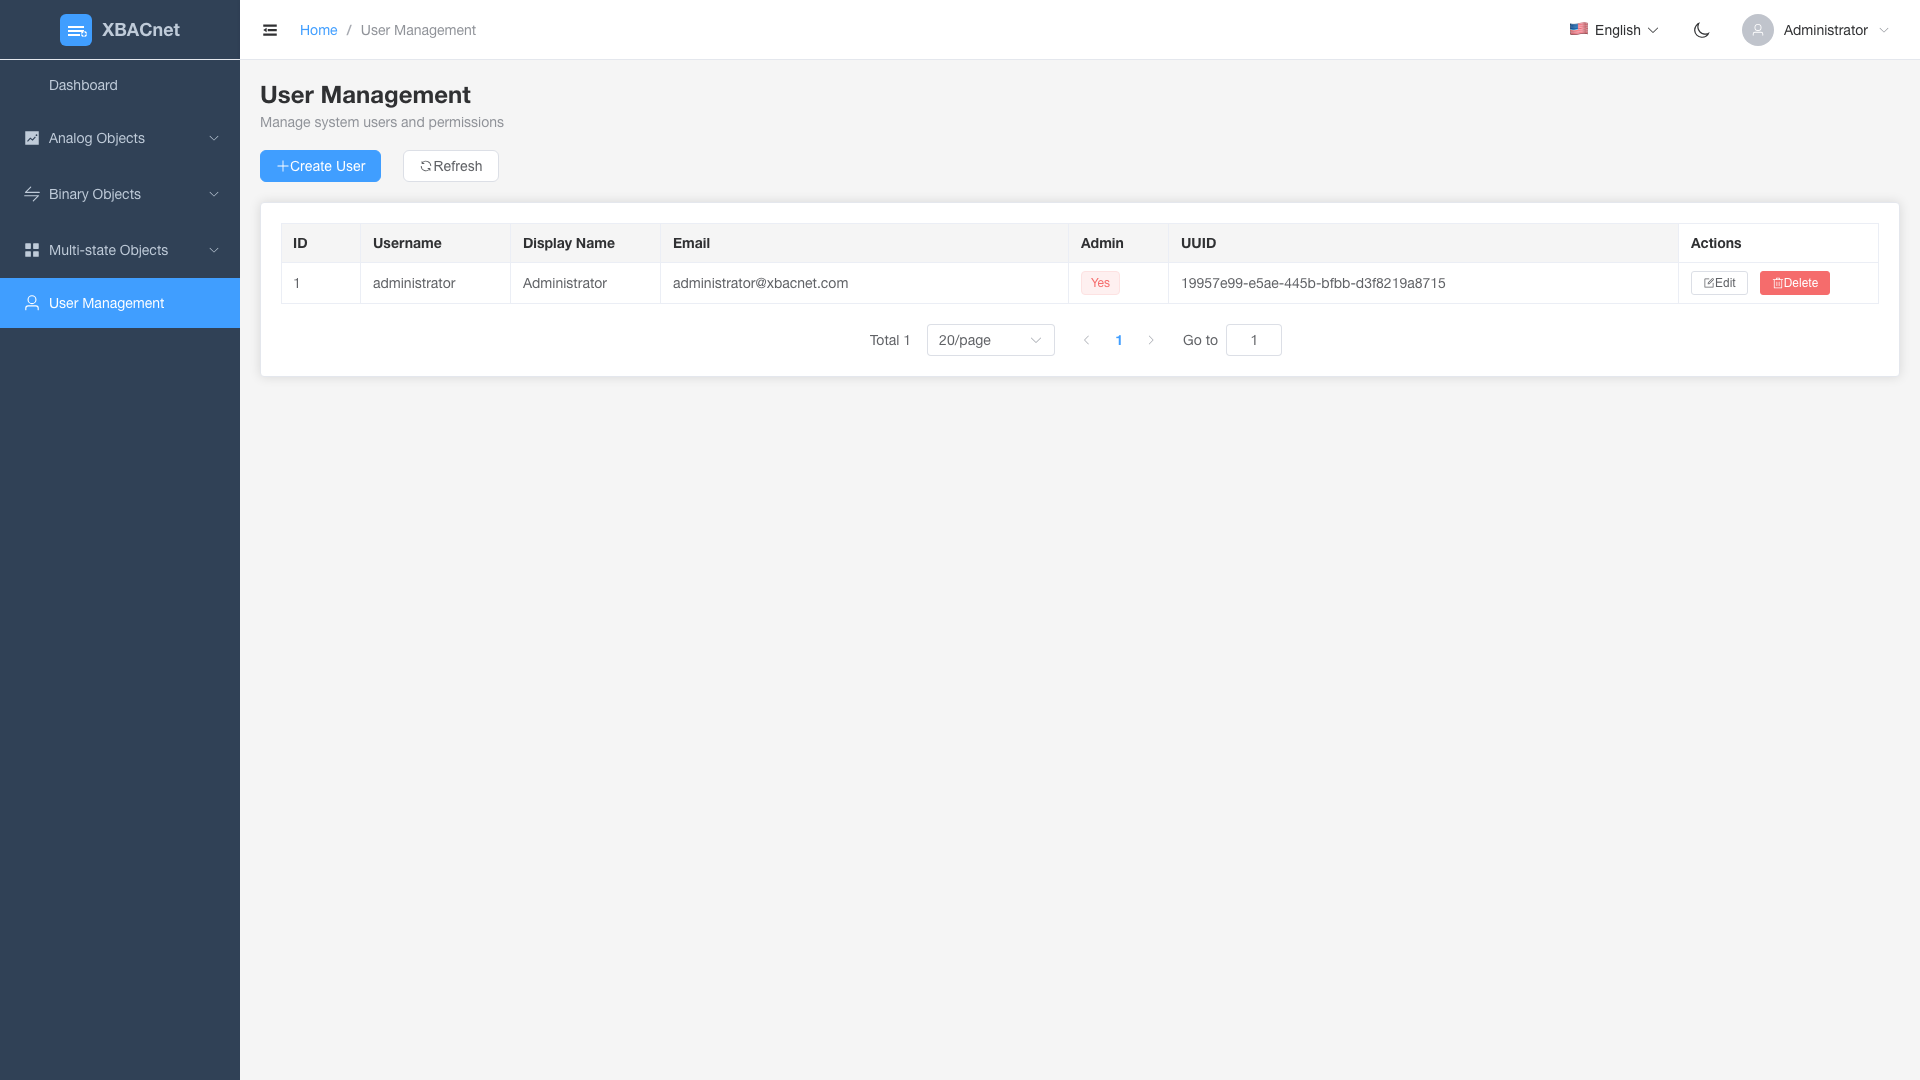 XBACnet
Home / User Management
English
Administrator
Dashboard
Analog Objects
Binary Objects
Multi-state Objects
User Management
User Management
Manage system users and permissions
Create User
Refresh
ID Username Display Name Email Admin UUID Actions
1 administrator Administrator administrator@xbacnet.com Yes 19957e99-e5ae-445b-bfbb-d3f8219a8715 Edit Delete
Total 1 20/page 1 Go to 1